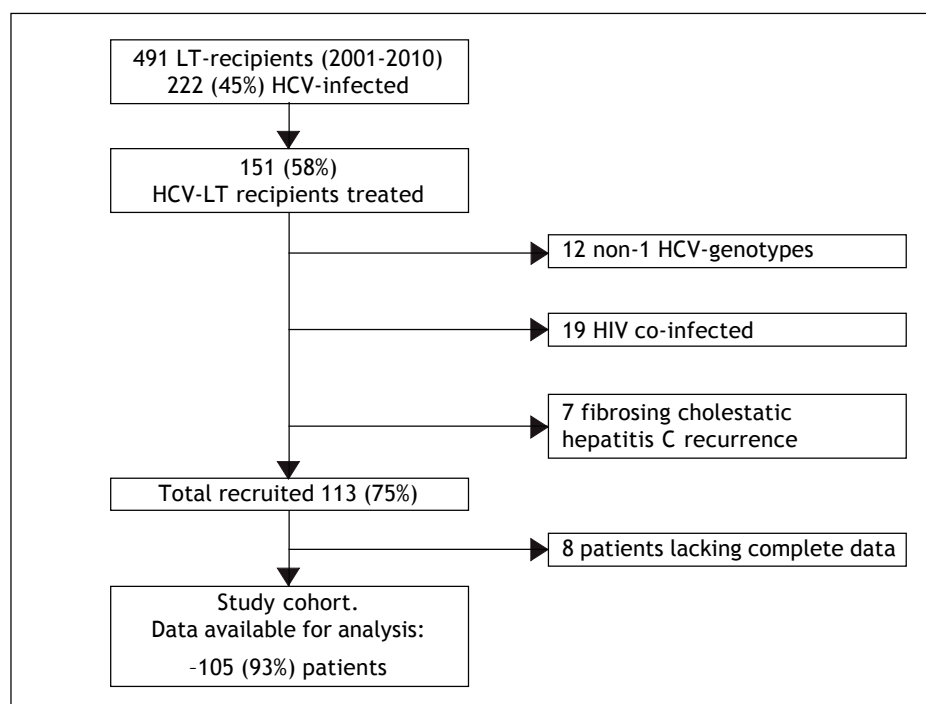 491 LT-recipients (2001-2010)
222 (45%) HCV-infected
151 (58%)
HCV-LT recipients treated
12 non-1 HCV-genotypes
19 HIV co-infected
7 fibrosing cholestatic
hepatitis C recurrence
Total recruited 113 (75%)
8 patients lacking complete data
Study cohort.
Data available for analysis:
-105 (93%) patients